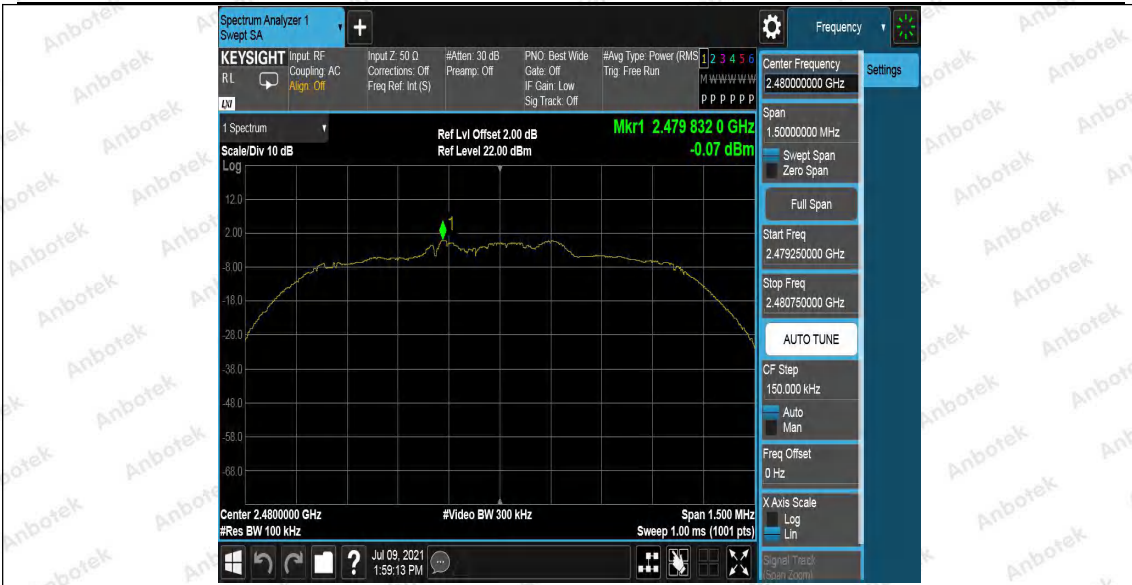 Spectrum Analyzer 1
Swept SA
+
Frequency
KEYSIGHT
RL
LXI
Input: RF
Coupling: AC
Align: Off
Input Z: 50 Ω
Corrections: Off
Freq Ref: Int (S)
#Atten: 30 dB
Preamp: Off
PNO: Best Wide
Gate: Off
IF Gain: Low
Sig Track: Off
#Avg Type: Power (RMS
Trig: Free Run
1 2 3 4 5 6
M W W W W W
P P P P P P
Center Frequency
2.480000000 GHz
Settings
Span
1.50000000 MHz
Swept Span
Zero Span
Full Span
Start Freq
2.479250000 GHz
Stop Freq
2.480750000 GHz
AUTO TUNE
CF Step
150.000 kHz
Auto
Man
Freq Offset
0 Hz
X Axis Scale
Log
Lin
Signal Track
(Span Zoom)
1 Spectrum
Scale/Div 10 dB
Log
Ref Lvl Offset 2.00 dB
Ref Level 22.00 dBm
Mkr1 2.479 832 0 GHz
-0.07 dBm
1
12.0
2.00
-8.00
-18.0
-28.0
-38.0
-48.0
-58.0
-68.0
Center 2.4800000 GHz
#Res BW 100 kHz
#Video BW 300 kHz
Span 1.500 MHz
Sweep 1.00 ms (1001 pts)
?
Jul 09, 2021
1:59:13 PM
Anbotek